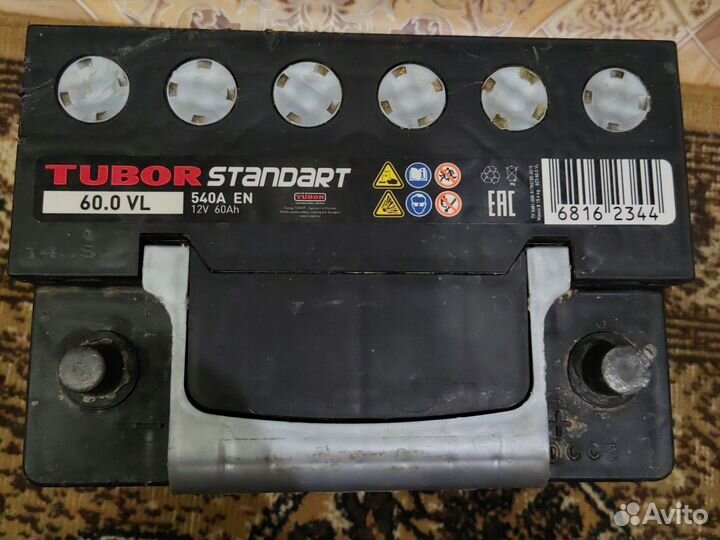 TUBOR STANDART
60.0 VL
540A EN
12V 60Ah
TUBOR
EAC
6816 2344
+
Avito